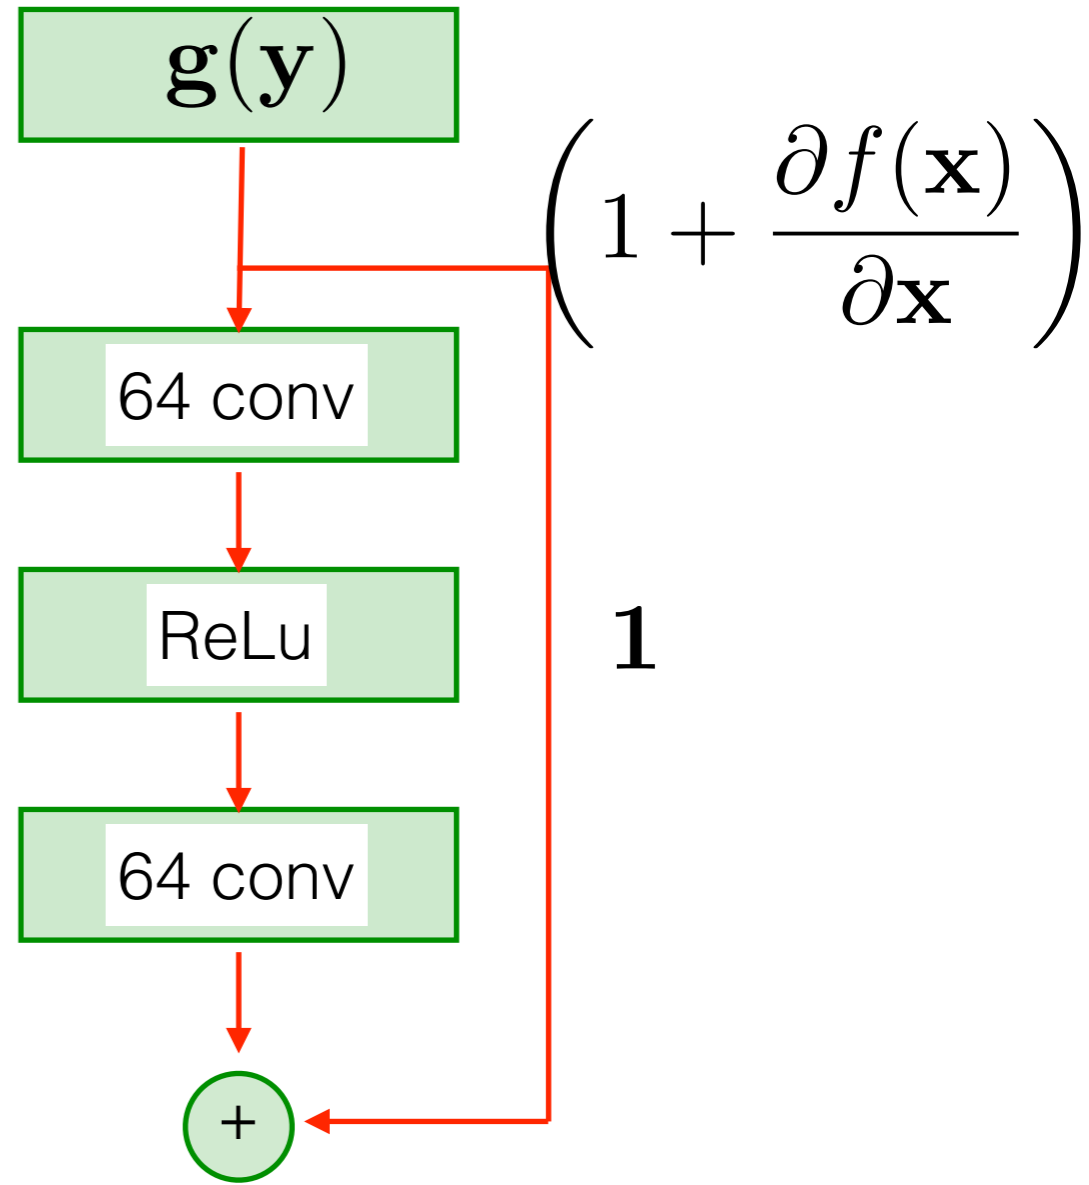 g(y)
(1 + ∂f(x)/∂x)
64 conv
ReLu
1
64 conv
+